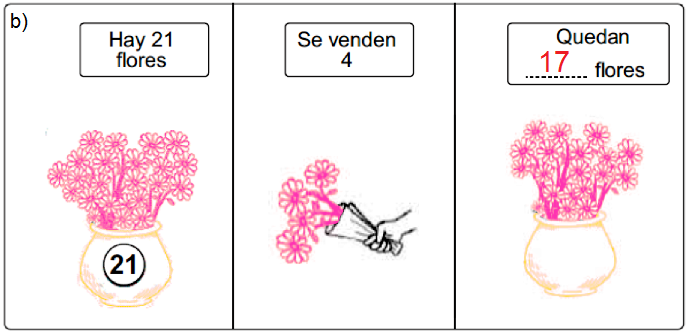 b)
Hay 21
flores
Se venden
4
Quedan
17 flores
21